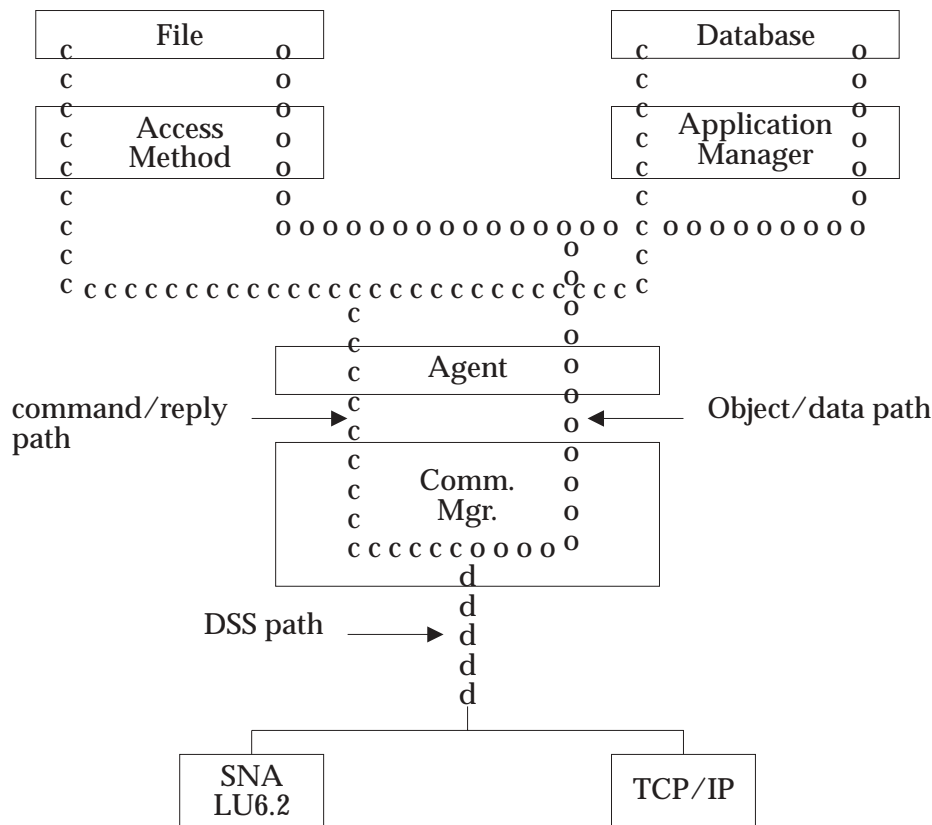 File Database
c o c o
c o c o
c o c o
Access Application
c o c o
Method Manager
c o c o
c o c o
c o o o o o o o o o o o o o o o c o o o o o o o o o
c o c
c c c c c c c c c c c c c c c c c c c c c c c c c c c c c c o c
c o
c o
c Agent o
c o
command/reply c o Object/data path
path
c o
c Comm. o
c Mgr. o
c c c c c c o o o o o
d
d
DSS path d
d
d
SNA TCP/IP
LU6.2